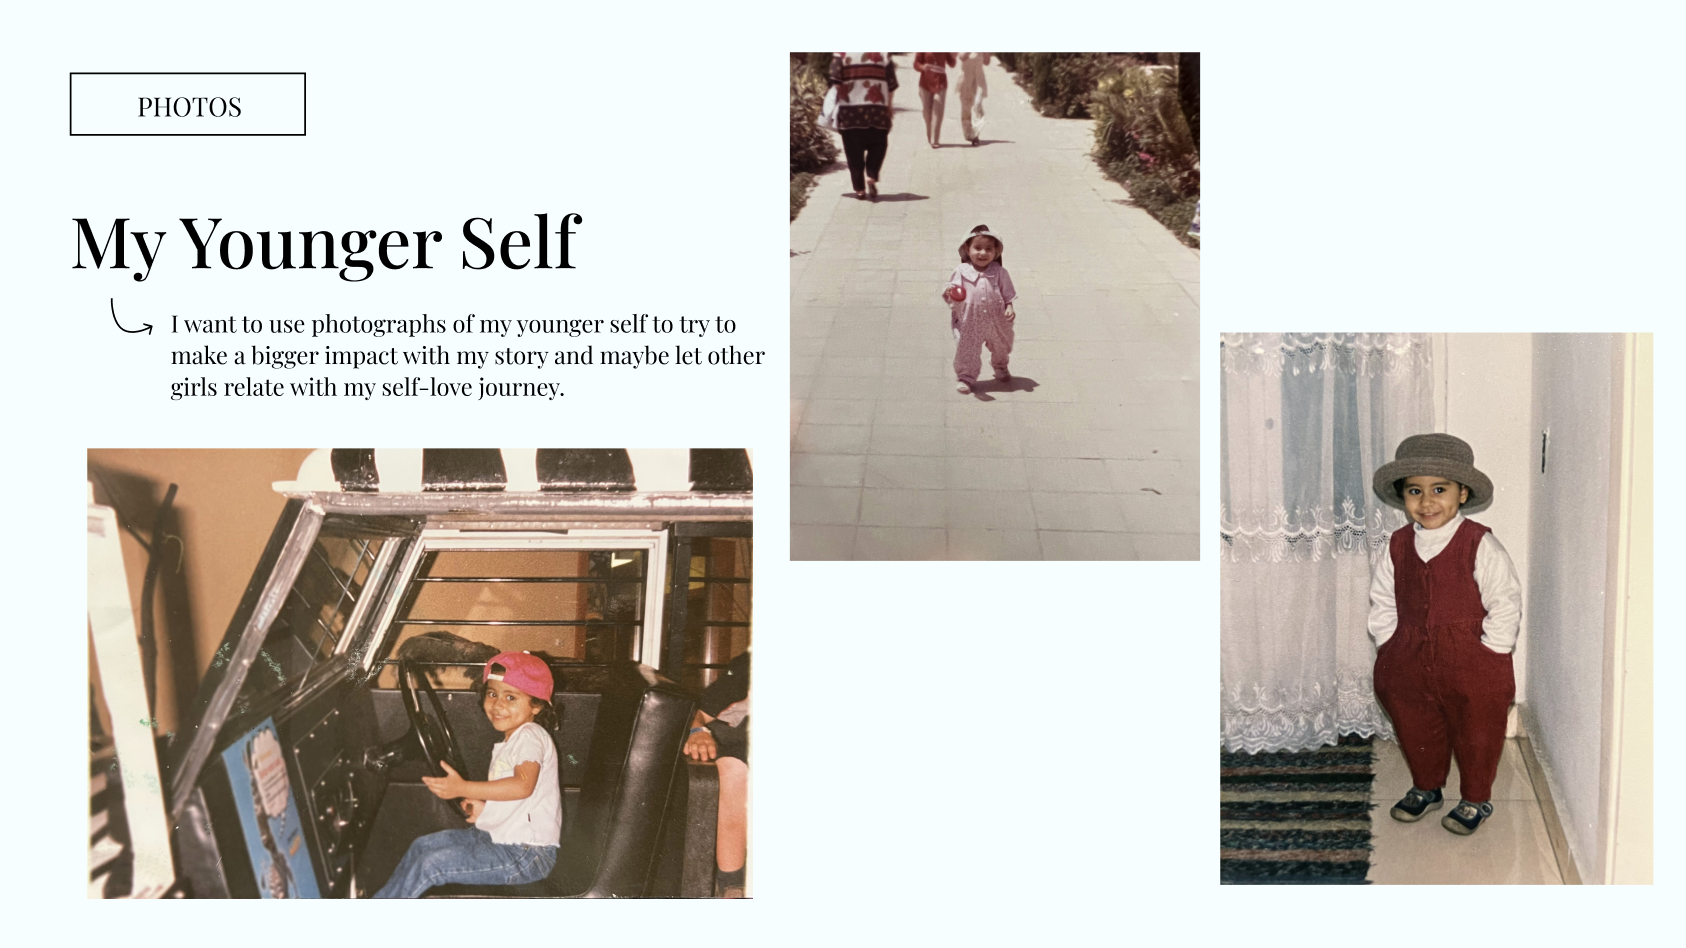 PHOTOS
My Younger Self
I want to use photographs of my younger self to try to
make a bigger impact with my story and maybe let other
girls relate with my self-love journey.